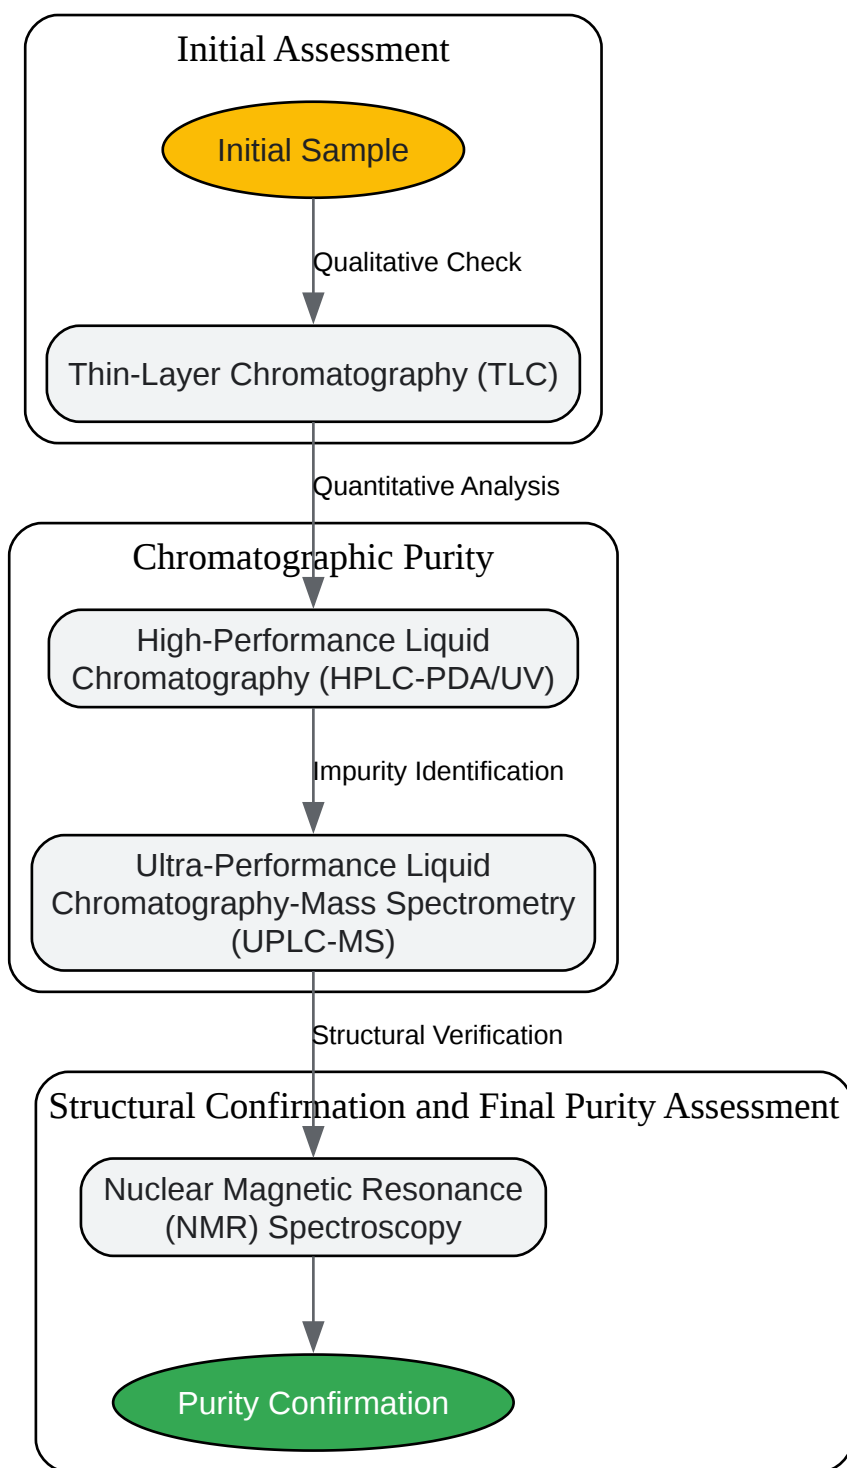 Initial Assessment
Initial Sample
Qualitative Check
Thin-Layer Chromatography (TLC)
Quantitative Analysis
Chromatographic Purity
High-Performance Liquid
Chromatography (HPLC-PDA/UV)
Impurity Identification
Ultra-Performance Liquid
Chromatography-Mass Spectrometry
(UPLC-MS)
Structural Verification
Structural Confirmation and Final Purity Assessment
Nuclear Magnetic Resonance
(NMR) Spectroscopy
Purity Confirmation